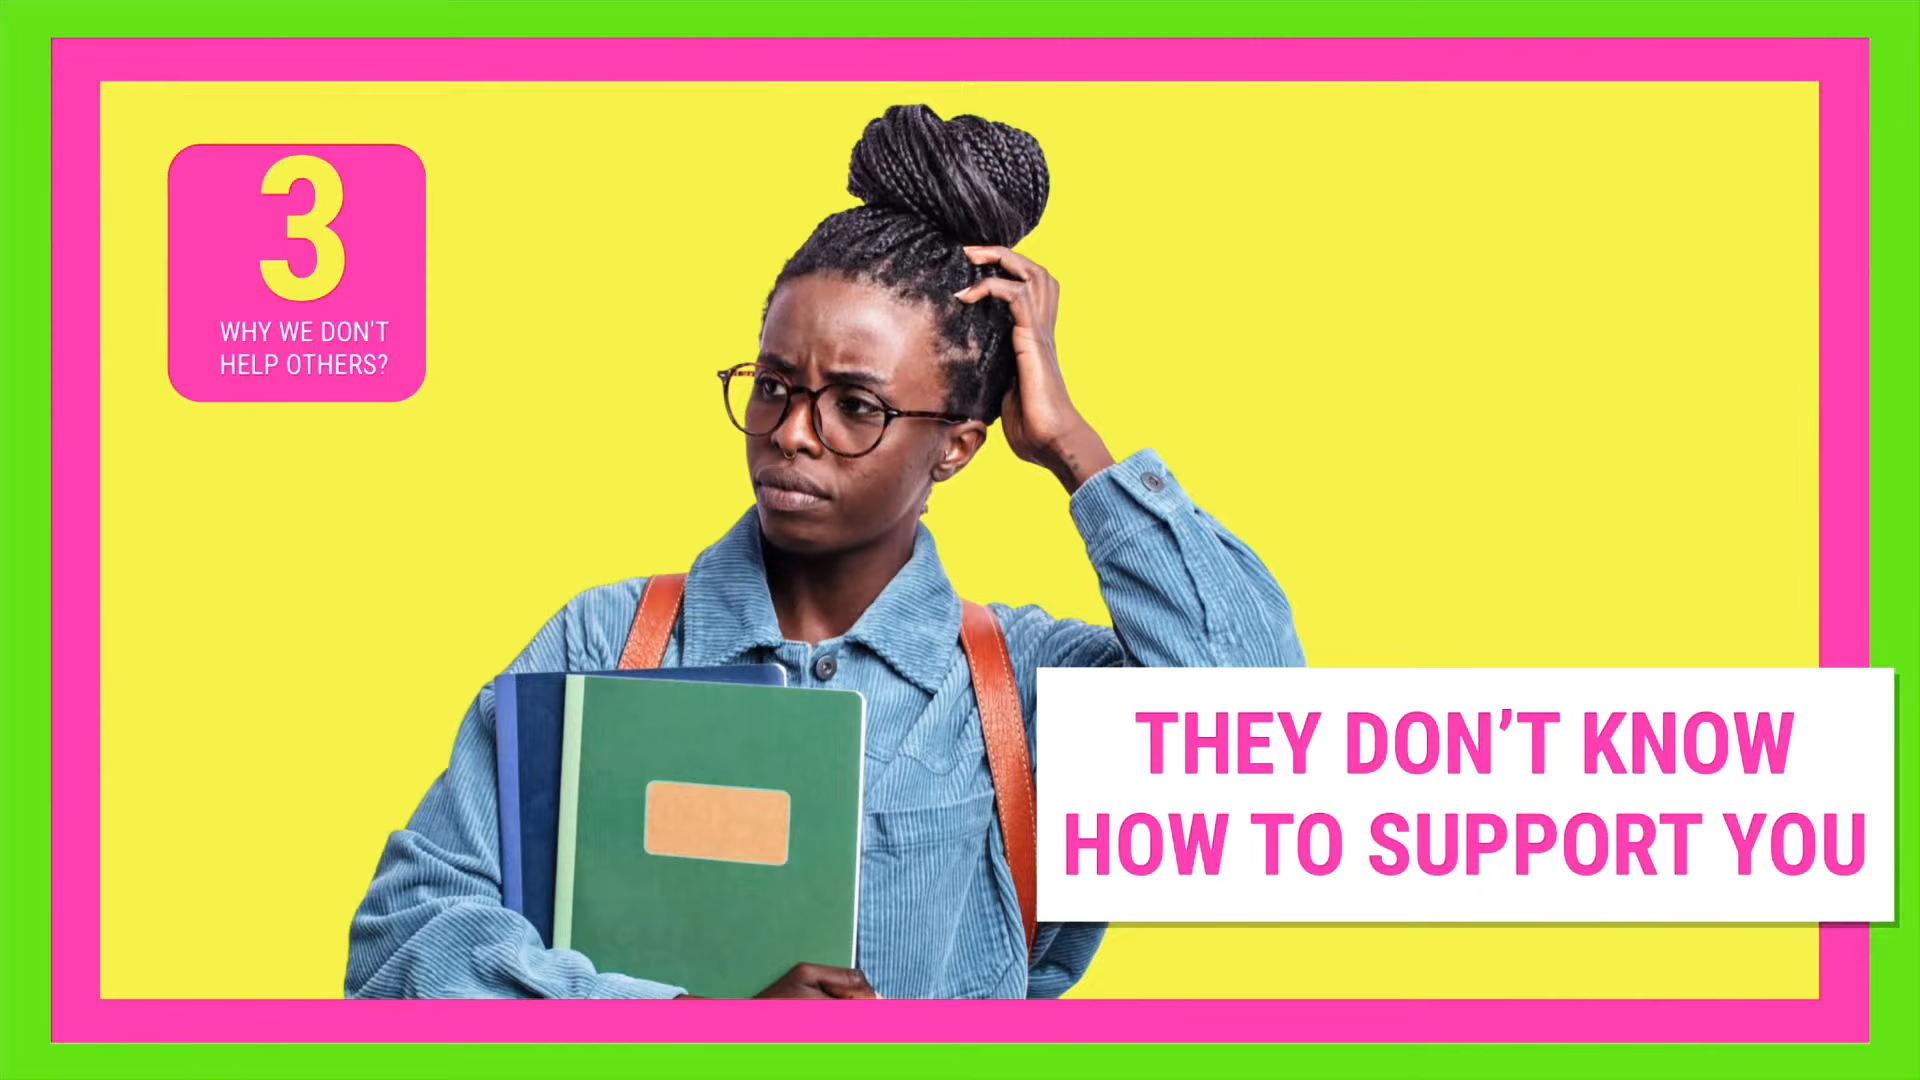 3
WHY WE DON'T
HELP OTHERS?
THEY DON’T KNOW
HOW TO SUPPORT YOU